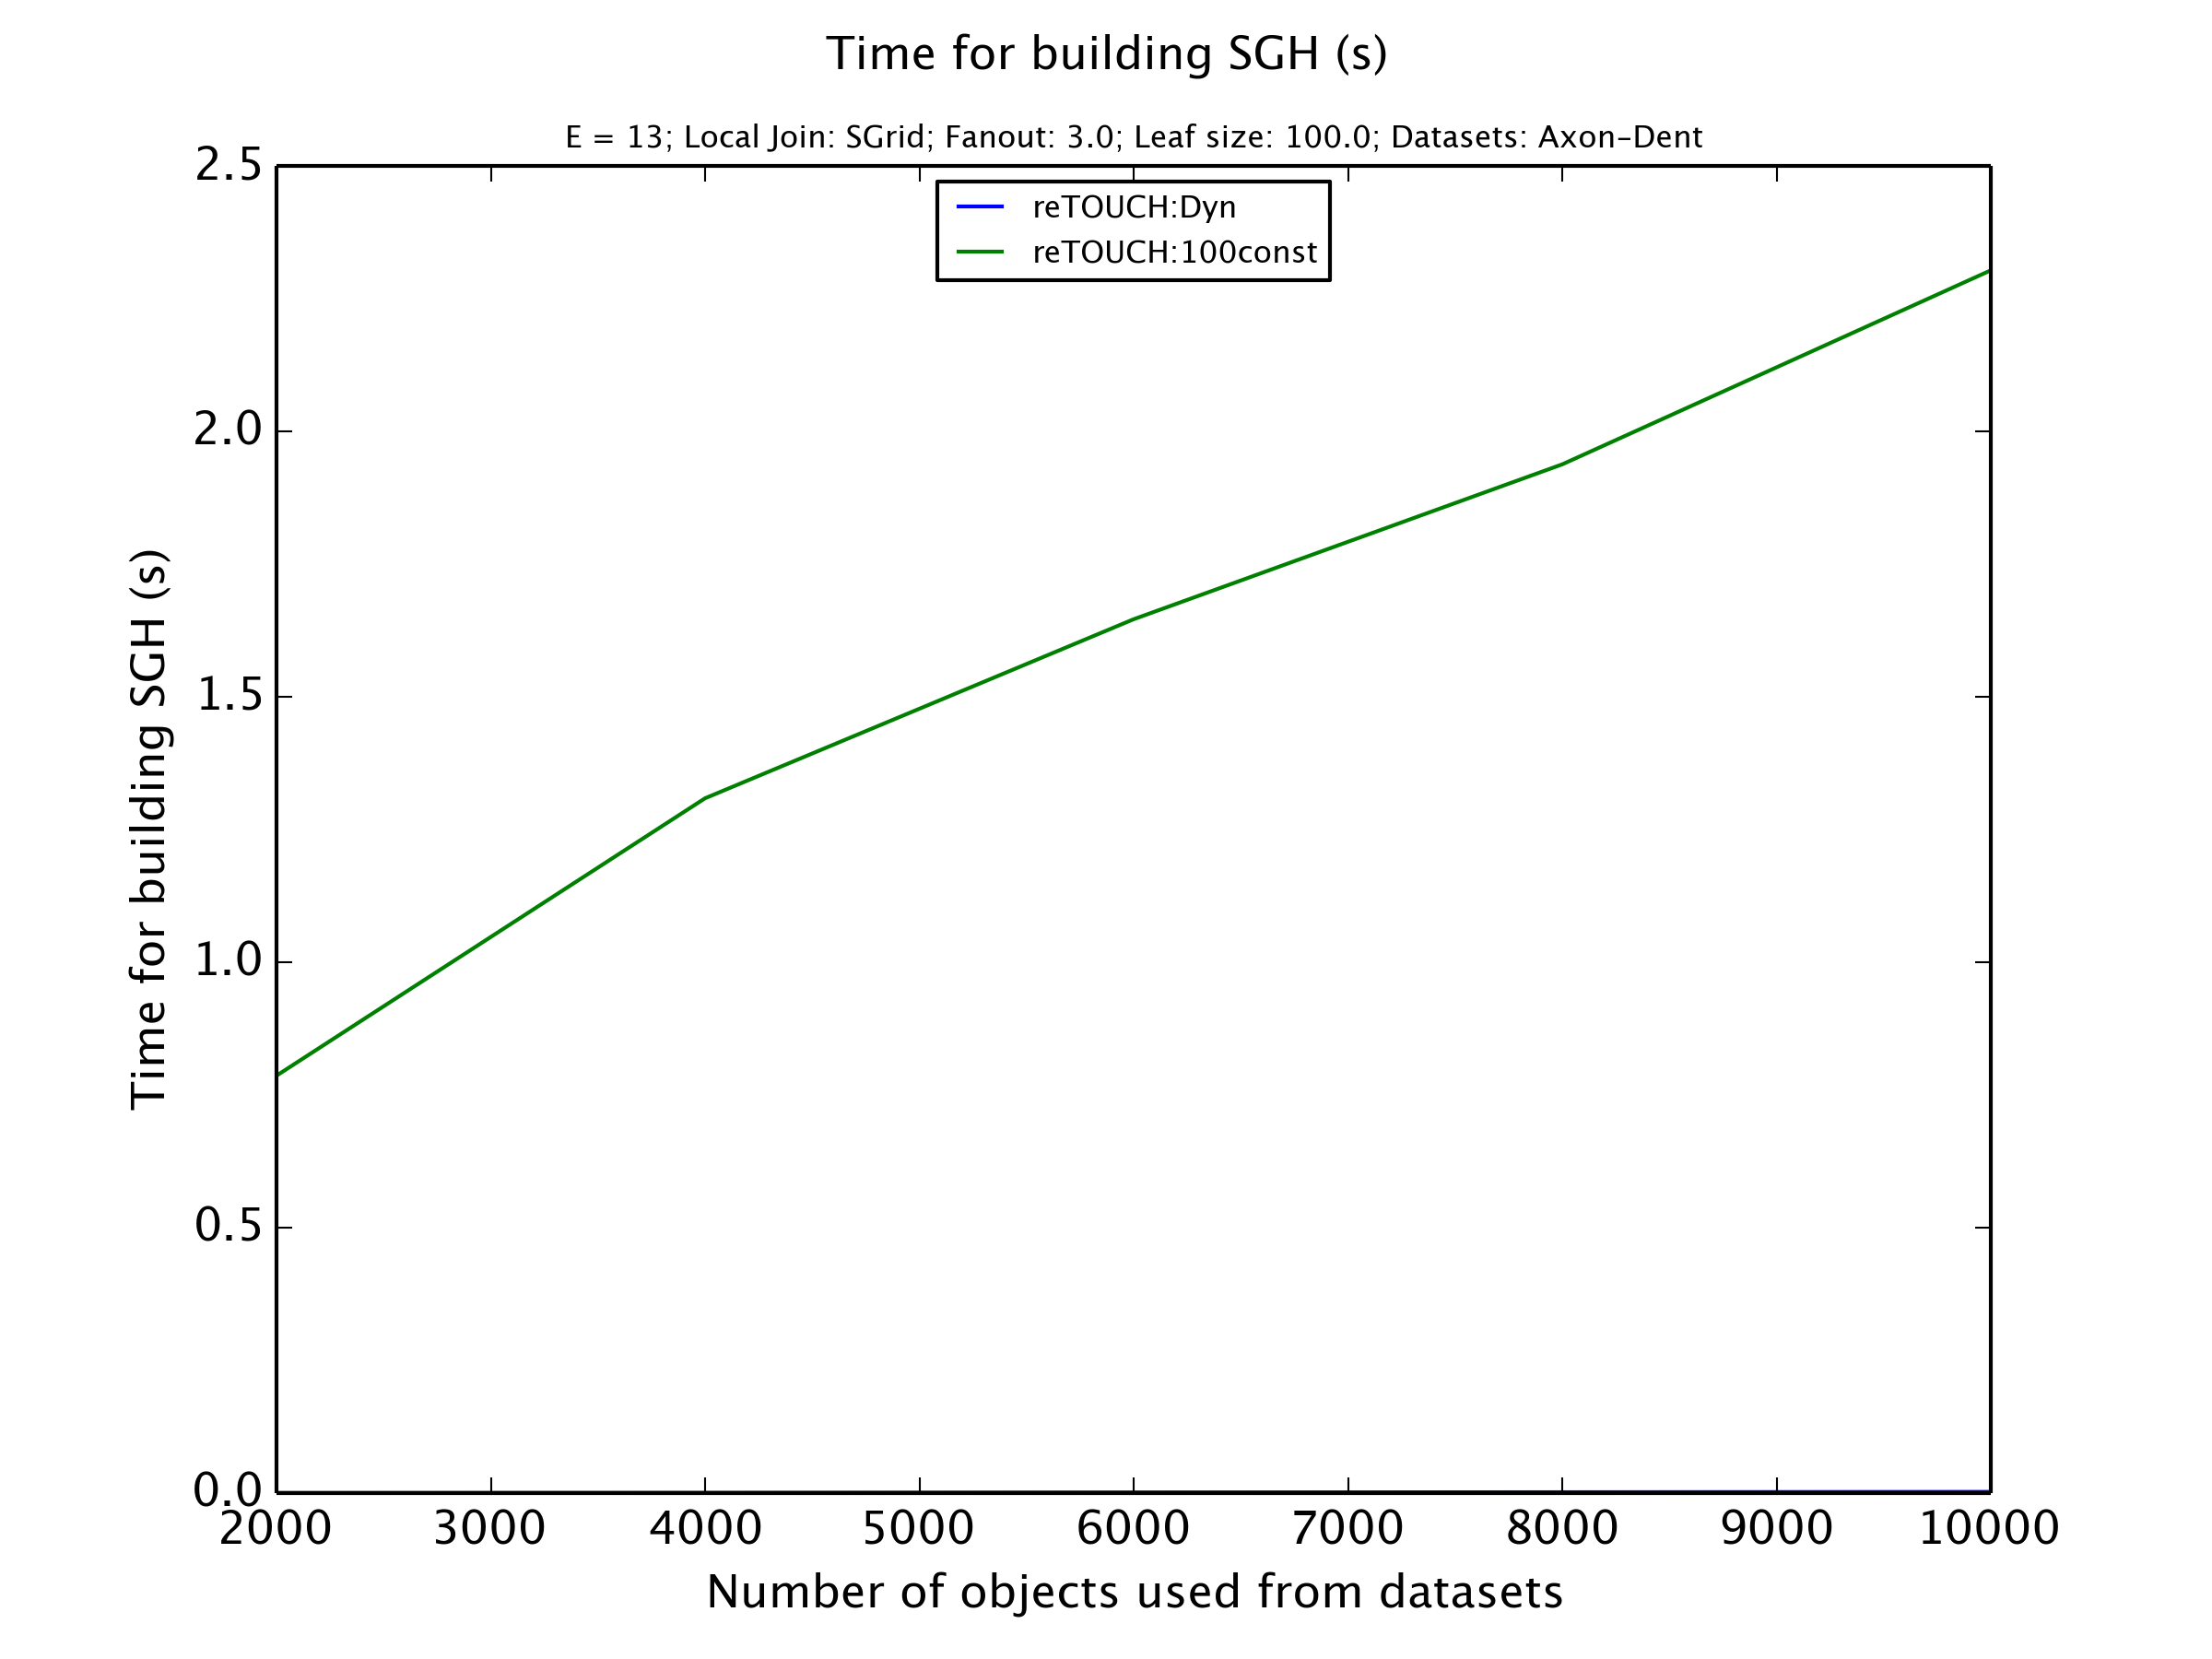 Time for building SGH (s)
E = 13; Local Join: SGrid; Fanout: 3.0; Leaf size: 100.0; Datasets: Axon-Dent
reTOUCH:Dyn
reTOUCH:100const
Time for building SGH (s)
2.5
2.0
1.5
1.0
0.5
0.0
2000 3000 4000 5000 6000 7000 8000 9000 10000
Number of objects used from datasets